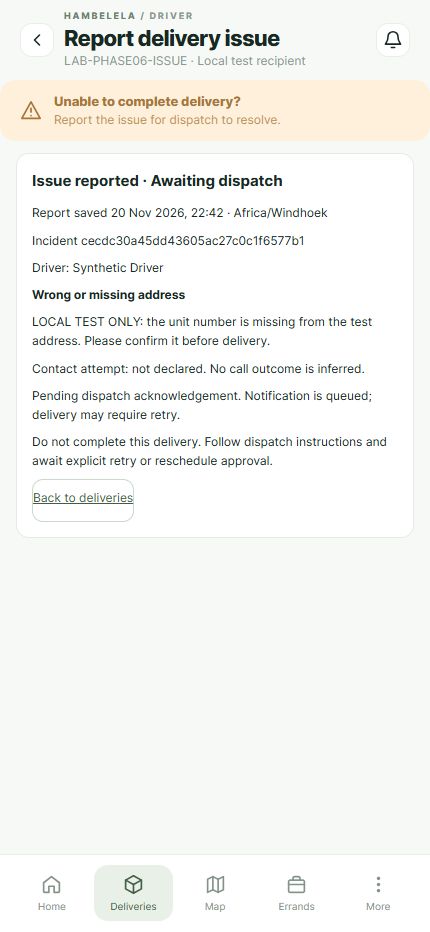 HAMBELELA / DRIVER
Report delivery issue
LAB-PHASE06-ISSUE · Local test recipient
Unable to complete delivery?
Report the issue for dispatch to resolve.
Issue reported · Awaiting dispatch
Report saved 20 Nov 2026, 22:42 · Africa/Windhoek
Incident cecdc30a45dd43605ac27c0c1f6577b1
Driver: Synthetic Driver
Wrong or missing address
LOCAL TEST ONLY: the unit number is missing from the test
address. Please confirm it before delivery.
Contact attempt: not declared. No call outcome is inferred.
Pending dispatch acknowledgement. Notification is queued;
delivery may require retry.
Do not complete this delivery. Follow dispatch instructions and
await explicit retry or reschedule approval.
Back to deliveries
Home
Deliveries
Map
Errands
More